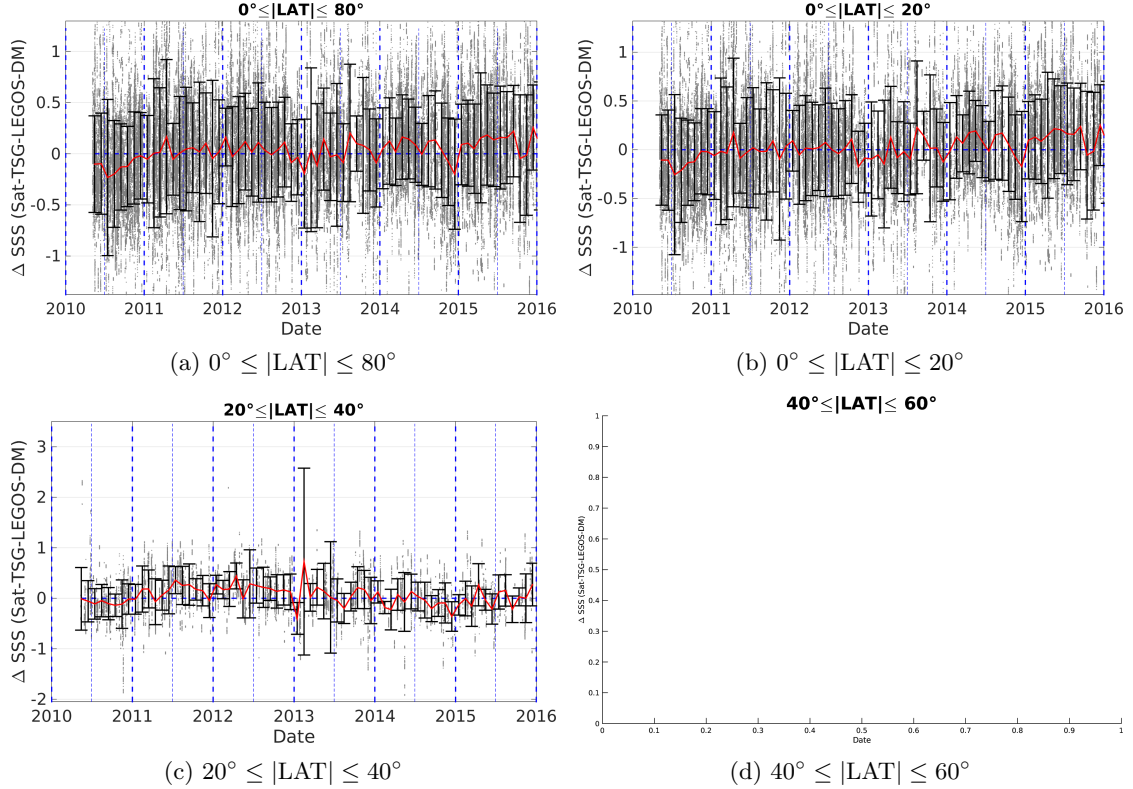 0°≤|LAT|≤ 80°
Δ SSS (Sat-TSG-LEGOS-DM)
1
0.5
0
-0.5
-1
2010 2011 2012 2013 2014 2015 2016
Date
(a) 0° ≤ |LAT| ≤ 80°
0°≤|LAT|≤ 20°
Δ SSS (Sat-TSG-LEGOS-DM)
1
0.5
0
-0.5
-1
2010 2011 2012 2013 2014 2015 2016
Date
(b) 0° ≤ |LAT| ≤ 20°
20°≤|LAT|≤ 40°
Δ SSS (Sat-TSG-LEGOS-DM)
3
2
1
0
-1
-2
2010 2011 2012 2013 2014 2015 2016
Date
(c) 20° ≤ |LAT| ≤ 40°
40°≤|LAT|≤ 60°
Δ SSS (Sat-TSG-LEGOS-DM)
1
0.9
0.8
0.7
0.6
0.5
0.4
0.3
0.2
0.1
0
0 0.1 0.2 0.3 0.4 0.5 0.6 0.7 0.8 0.9 1
Date
(d) 40° ≤ |LAT| ≤ 60°